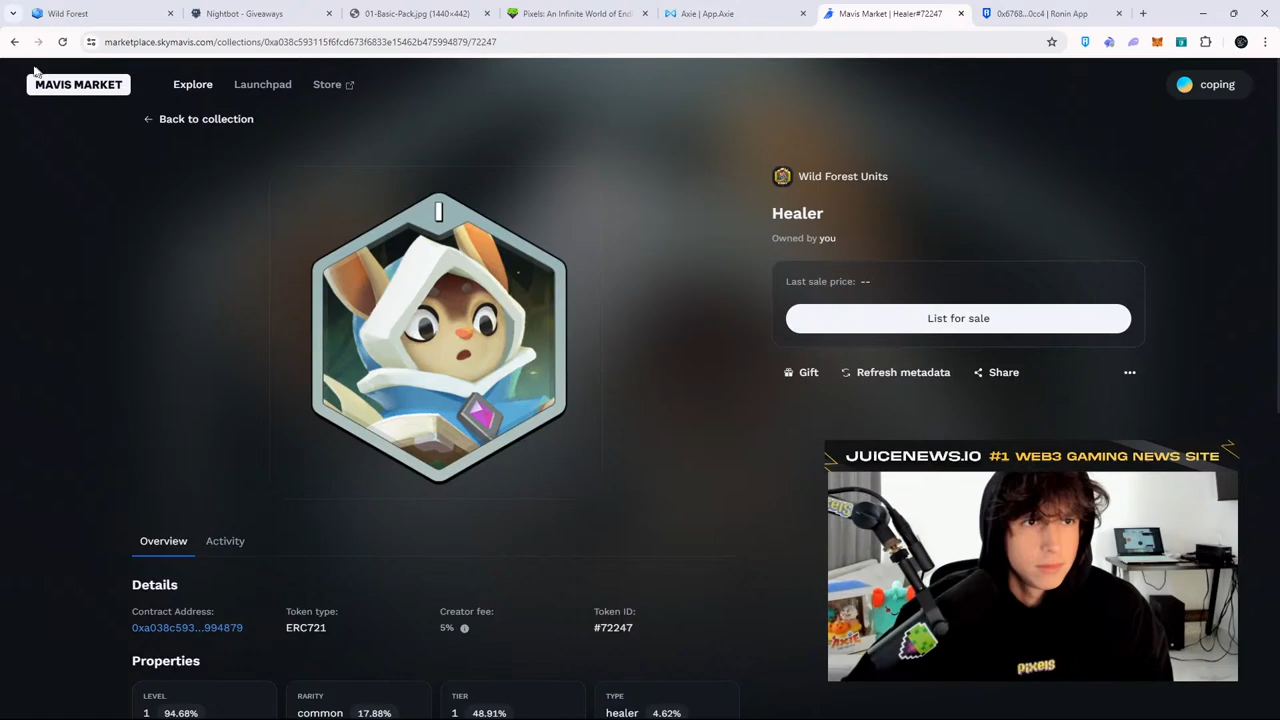 Wild Forest
Nightbot - Giveaways
01-Basic-Pack.jpg (1440×442)
Pixels: An Infinite World of End
Axie | App.Axie
Mavis Market | Healer#72247
0x6768...0cc4 | Ronin App
marketplace.skymavis.com/collections/0xa038c593115f6fcd673f6833e15462b475994879/72247
MAVIS MARKET
Explore
Launchpad
Store
coping
Back to collection
I
Wild Forest Units
Healer
Owned by you
Last sale price: --
List for sale
Gift
Refresh metadata
Share
JUICENEWS.IO #1 WEB3 GAMING NEWS SITE
PIXELS
AXIE
PIXELS
Overview
Activity
Details
Contract Address:
Token type:
Creator fee:
Token ID:
0xa038c593...994879
ERC721
5%
#72247
Properties
LEVEL
RARITY
TIER
TYPE
1 94.68%
common 17.88%
1 48.91%
healer 4.62%